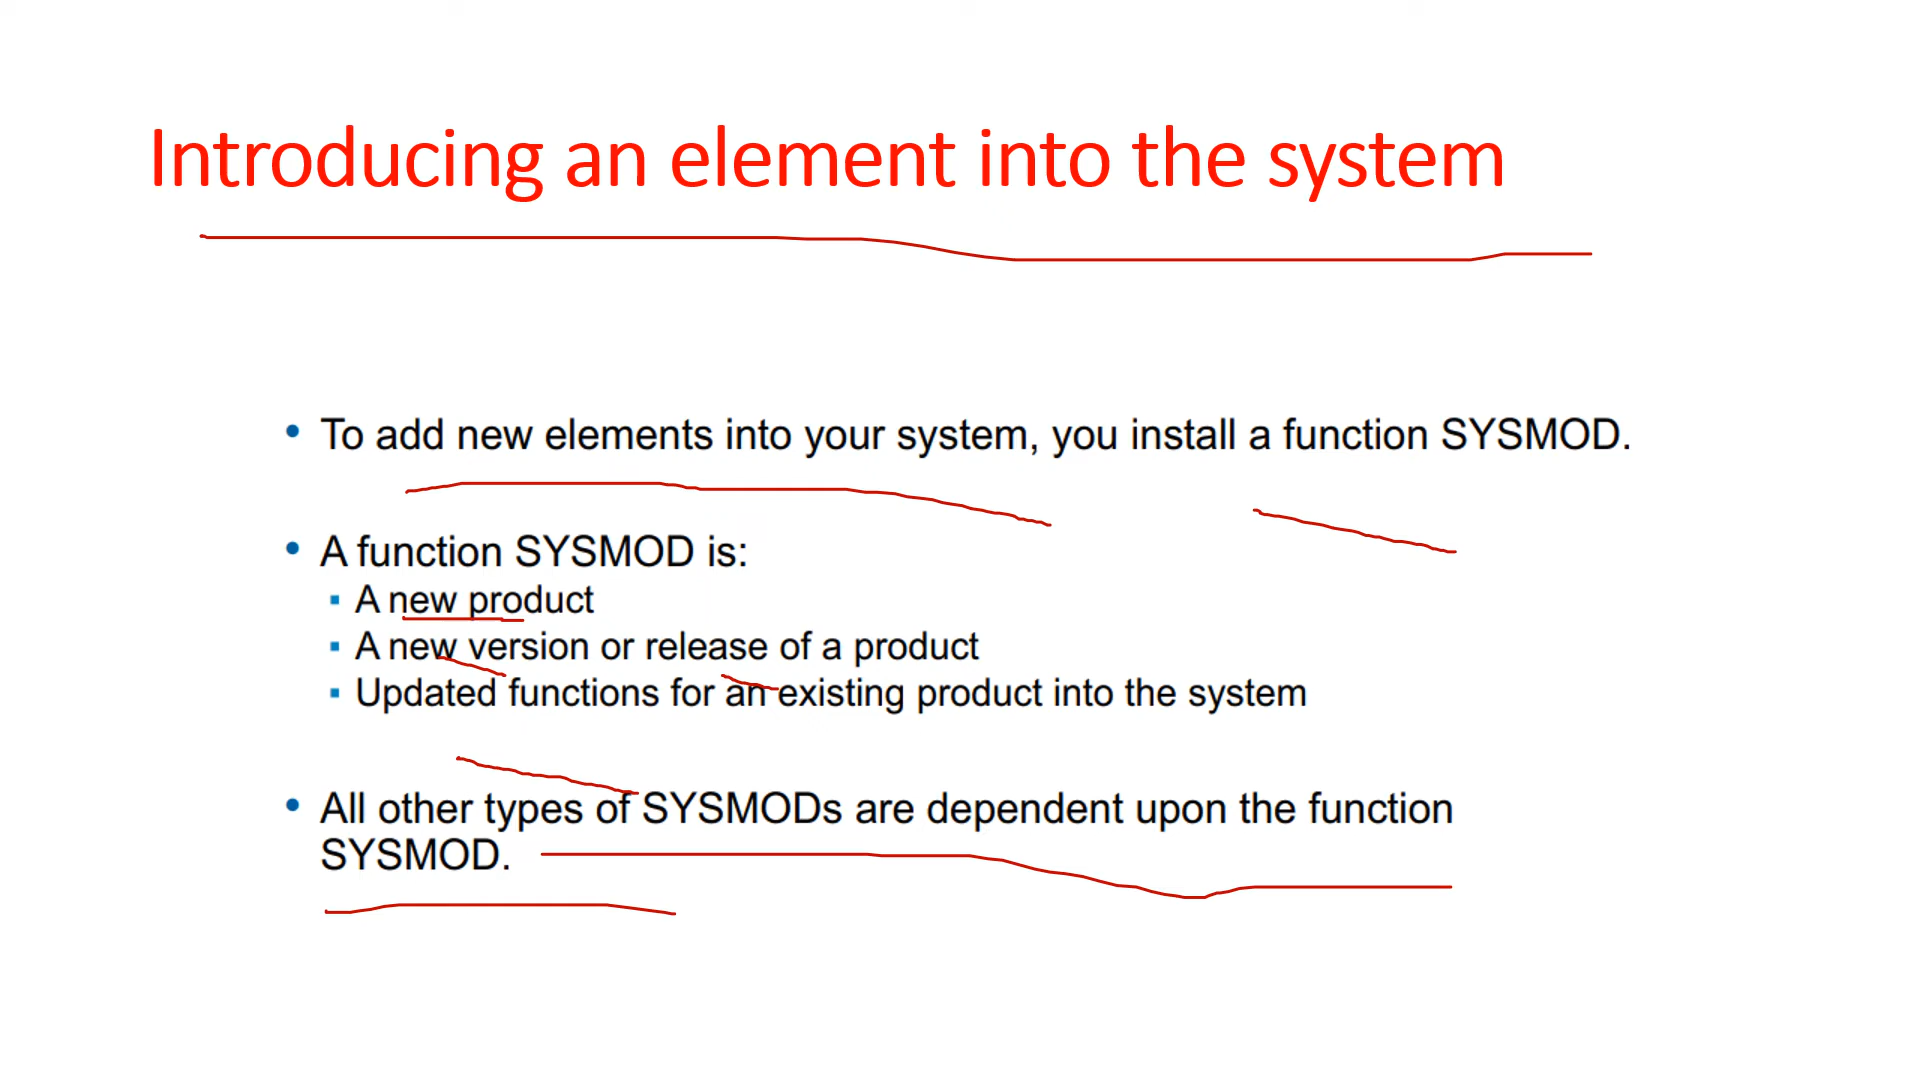 Introducing an element into the system
• To add new elements into your system, you install a function SYSMOD.
• A function SYSMOD is:
▪ A new product
▪ A new version or release of a product
▪ Updated functions for an existing product into the system
• All other types of SYSMODs are dependent upon the function
SYSMOD.